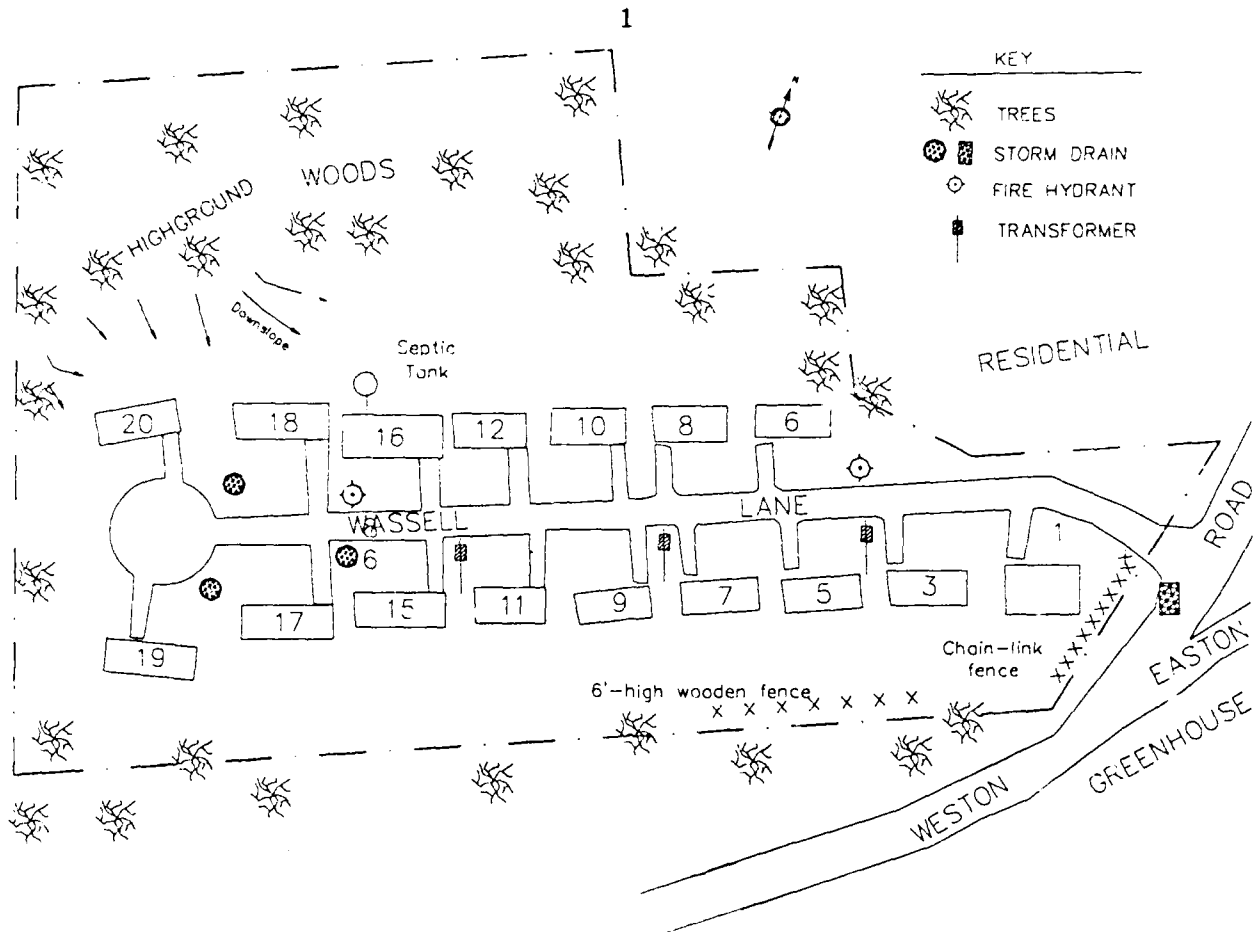 1
KEY
TREES
STORM DRAIN
FIRE HYDRANT
TRANSFORMER
N
WOODS
HIGHGROUND
Downslope
Septic
Tank
RESIDENTIAL
20
18
16
12
10
8
6
WASSELL
LANE
6
1
ROAD
17
15
11
9
7
5
3
19
Chain-link
fence
6'-high wooden fence
X X X X X X X
XXXXXXXXX
EASTON
WESTON
GREENHOUSE